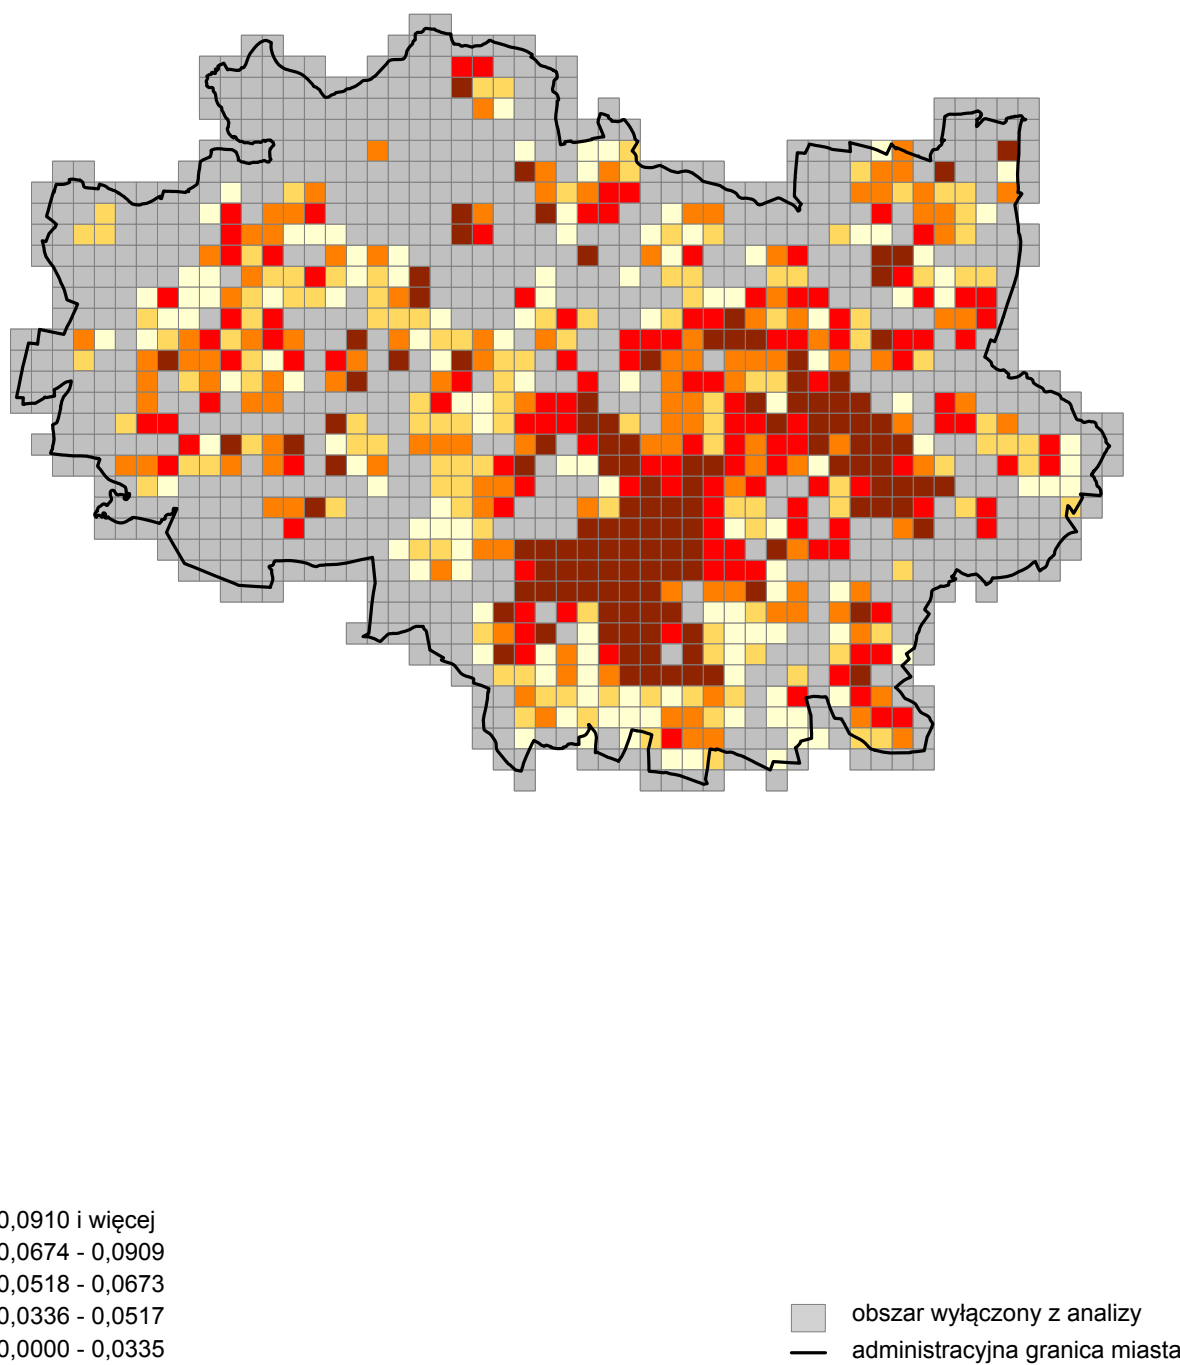 0,0910 i więcej
0,0674 - 0,0909
0,0518 - 0,0673
0,0336 - 0,0517
0,0000 - 0,0335
obszar wyłączony z analizy
administracyjna granica miasta